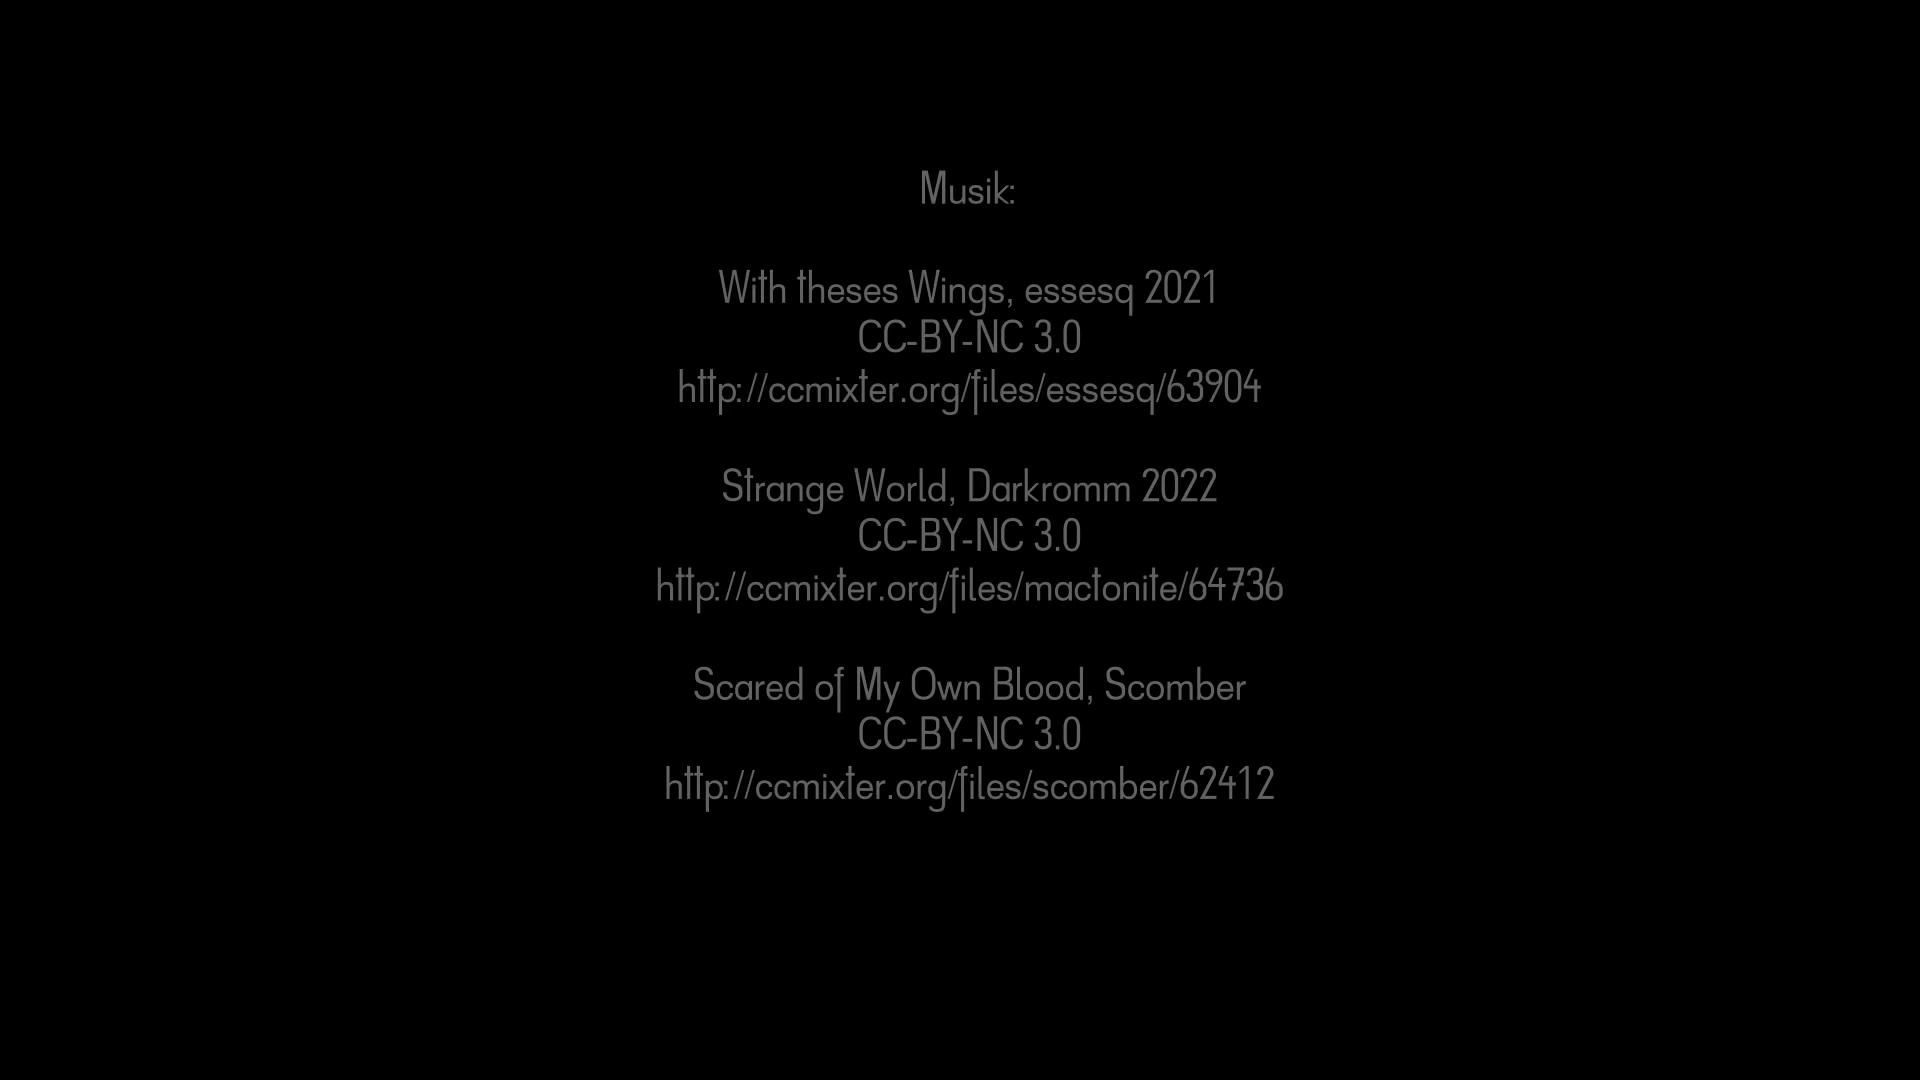 Musik:
With theses Wings, essesq 2021
CC-BY-NC 3.0
http://ccmixter.org/files/essesq/63904
Strange World, Darkromm 2022
CC-BY-NC 3.0
http://ccmixter.org/files/mactonite/64736
Scared of My Own Blood, Scomber
CC-BY-NC 3.0
http://ccmixter.org/files/scomber/62412